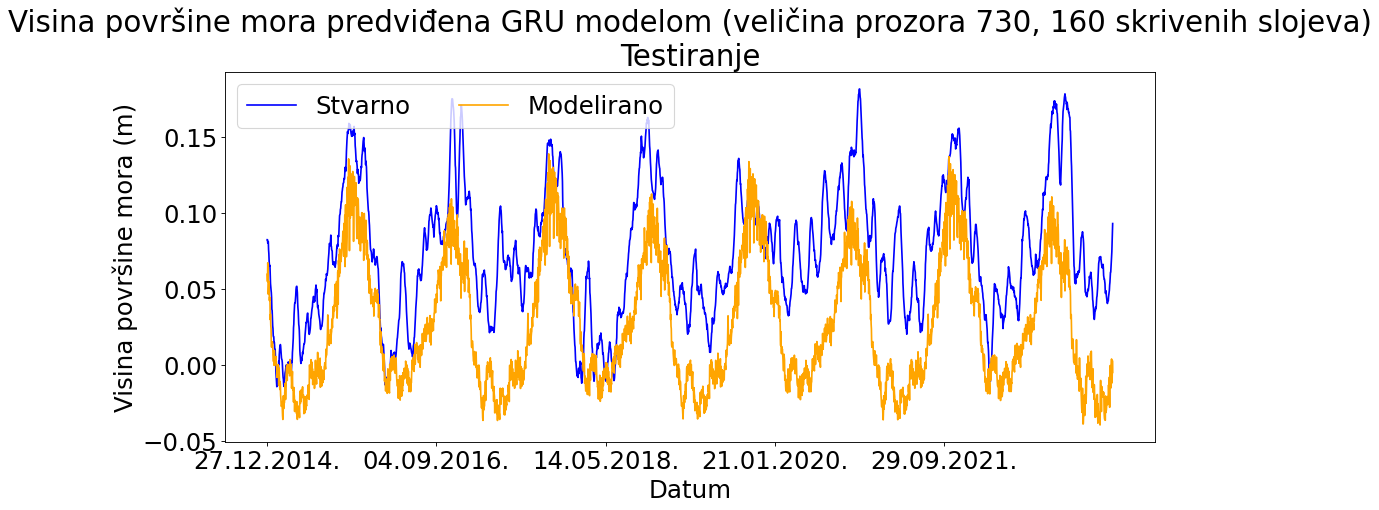 Visina površine mora predviđena GRU modelom (veličina prozora 730, 160 skrivenih slojeva)
Testiranje
Stvarno
Modelirano
Visina površine mora (m)
0.15
0.10
0.05
0.00
−0.05
27.12.2014.
04.09.2016.
14.05.2018.
21.01.2020.
29.09.2021.
Datum